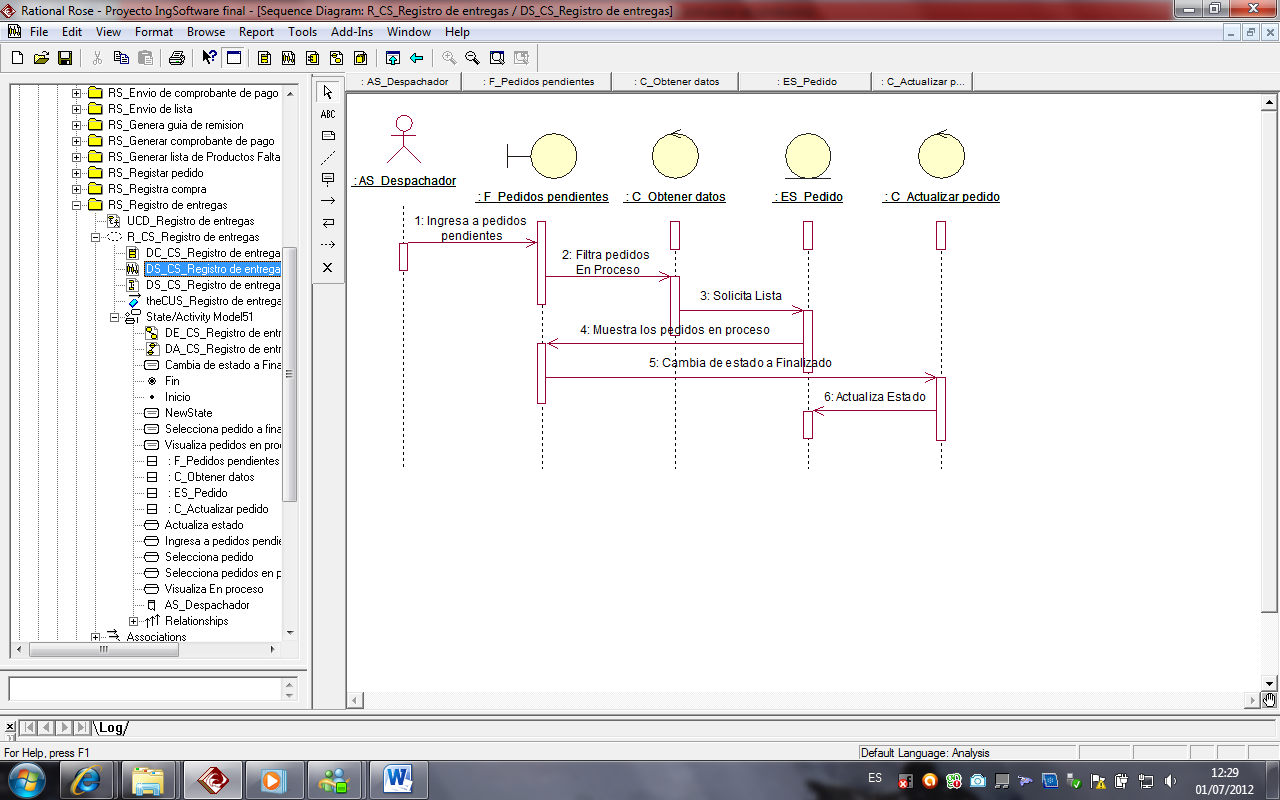 Rational Rose - Proyecto IngSoftware final - [Sequence Diagram: R_CS_Registro de entregas / DS_CS_Registro de entregas]
File Edit View Format Browse Report Tools Add-Ins Window Help
RS_Envio de comprobante de pago
RS_Envio de lista
RS_Genera guia de remision
RS_Generar comprobante de pago
RS_Generar lista de Productos Falta
RS_Registar pedido
RS_Registra compra
RS_Registro de entregas
UCD_Registro de entregas
R_CS_Registro de entregas
DC_CS_Registro de entrega
DS_CS_Registro de entrega
DS_CS_Registro de entrega
theCUS_Registro de entrega
State/Activity Model51
DE_CS_Registro de entr
DA_CS_Registro de entr
Cambia de estado a Fina
Fin
Inicio
NewState
Selecciona pedido a fina
Visualiza pedidos en pro
: F_Pedidos pendientes
: C_Obtener datos
: ES_Pedido
: C_Actualizar pedido
Actualiza estado
Ingresa a pedidos pendie
Selecciona pedido
Selecciona pedidos en p
Visualiza En proceso
AS_Despachador
Relationships
Associations
ABC
: AS_Despachador : F_Pedidos pendientes : C_Obtener datos : ES_Pedido : C_Actualizar p...
: AS_Despachador
: F_Pedidos pendientes
: C_Obtener datos
: ES_Pedido
: C_Actualizar pedido
1: Ingresa a pedidos
pendientes
2: Filtra pedidos
En Proceso
3: Solicita Lista
4: Muestra los pedidos en proceso
5: Cambia de estado a Finalizado
6: Actualiza Estado
Log
For Help, press F1
Default Language: Analysis
ES
12:29
01/07/2012